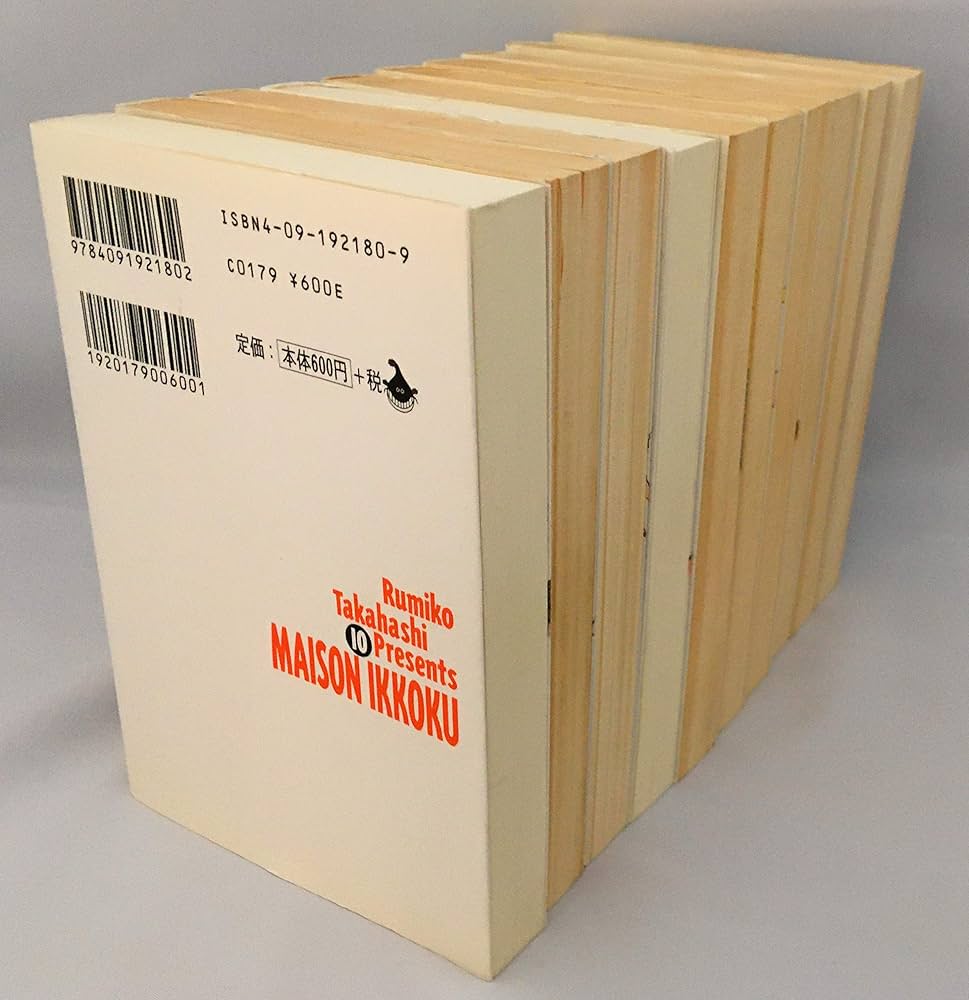 9784091921802
ISBN4-09-192180-9
C0179 ¥600E
1920179006001
定価：本体600円+税
Rumiko
Takahashi
10 Presents
MAISON IKKOKU